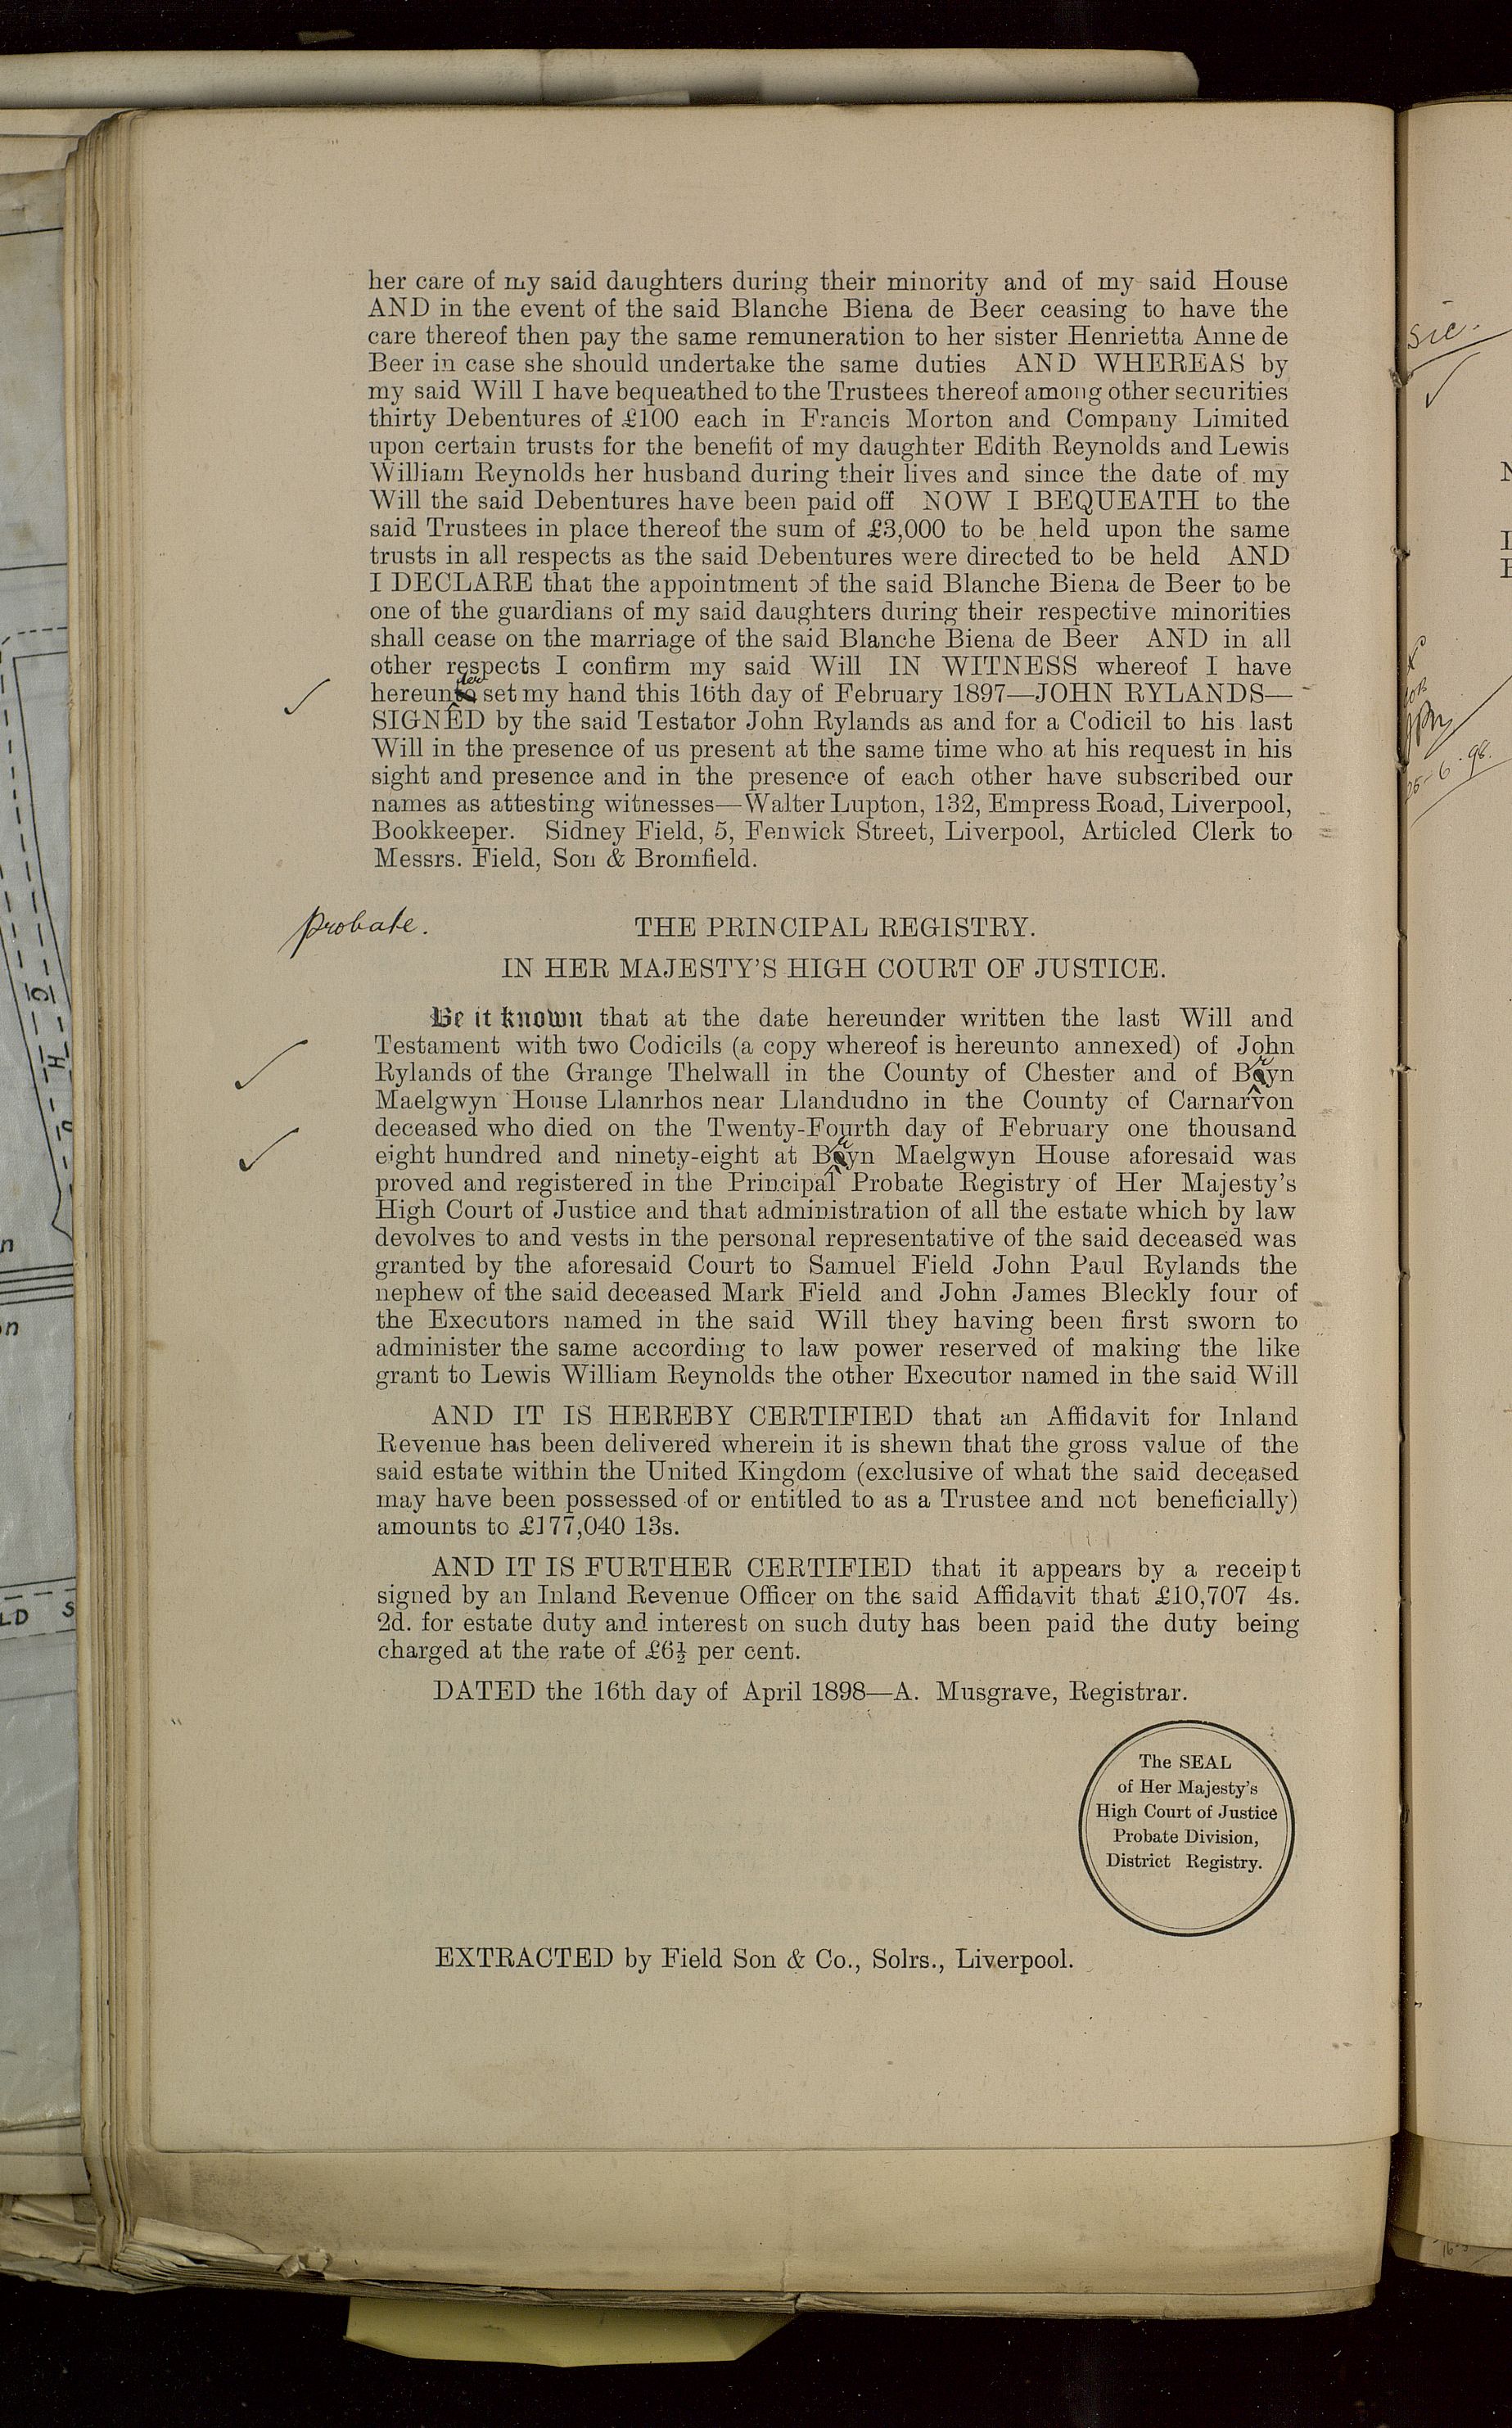 her care of my said daughters during their minority and of my said House
AND in the event of the said Blanche Biena de Beer ceasing to have the
care thereof then pay the same remuneration to her sister Henrietta Anne de
Beer in case she should undertake the same duties AND WHEREAS by
my said Will I have bequeathed to the Trustees thereof among other securities
thirty Debentures of £100 each in Francis Morton and Company Limited
upon certain trusts for the benefit of my daughter Edith Reynolds and Lewis
William Reynolds her husband during their lives and since the date of my
Will the said Debentures have been paid off NOW I BEQUEATH to the
said Trustees in place thereof the sum of £3,000 to be held upon the same
trusts in all respects as the said Debentures were directed to be held AND
I DECLARE that the appointment of the said Blanche Biena de Beer to be
one of the guardians of my said daughters during their respective minorities
shall cease on the marriage of the said Blanche Biena de Beer AND in all
other respects I confirm my said Will IN WITNESS whereof I have
hereunder set my hand this 16th day of February 1897—JOHN RYLANDS—
SIGNED by the said Testator John Rylands as and for a Codicil to his last
Will in the presence of us present at the same time who at his request in his
sight and presence and in the presence of each other have subscribed our
names as attesting witnesses—Walter Lupton, 132, Empress Road, Liverpool,
Bookkeeper. Sidney Field, 5, Fenwick Street, Liverpool, Articled Clerk to
Messrs. Field, Son & Bromfield.
Probate.
THE PRINCIPAL REGISTRY.
IN HER MAJESTY'S HIGH COURT OF JUSTICE.
Be it known that at the date hereunder written the last Will and
Testament with two Codicils (a copy whereof is hereunto annexed) of John
Rylands of the Grange Thelwall in the County of Chester and of Bryn
Maelgwyn House Llanrhos near Llandudno in the County of Carnarvon
deceased who died on the Twenty-Fourth day of February one thousand
eight hundred and ninety-eight at Bryn Maelgwyn House aforesaid was
proved and registered in the Principal Probate Registry of Her Majesty's
High Court of Justice and that administration of all the estate which by law
devolves to and vests in the personal representative of the said deceased was
granted by the aforesaid Court to Samuel Field John Paul Rylands the
nephew of the said deceased Mark Field and John James Bleckly four of
the Executors named in the said Will they having been first sworn to
administer the same according to law power reserved of making the like
grant to Lewis William Reynolds the other Executor named in the said Will
AND IT IS HEREBY CERTIFIED that an Affidavit for Inland
Revenue has been delivered wherein it is shewn that the gross value of the
said estate within the United Kingdom (exclusive of what the said deceased
may have been possessed of or entitled to as a Trustee and not beneficially)
amounts to £177,040 13s.
AND IT IS FURTHER CERTIFIED that it appears by a receipt
signed by an Inland Revenue Officer on the said Affidavit that £10,707 4s.
2d. for estate duty and interest on such duty has been paid the duty being
charged at the rate of £6½ per cent.
DATED the 16th day of April 1898—A. Musgrave, Registrar.
The SEAL
of Her Majesty's
High Court of Justice
Probate Division,
District Registry.
EXTRACTED by Field Son & Co., Solrs., Liverpool.
sic.
25-6-98.
LD S